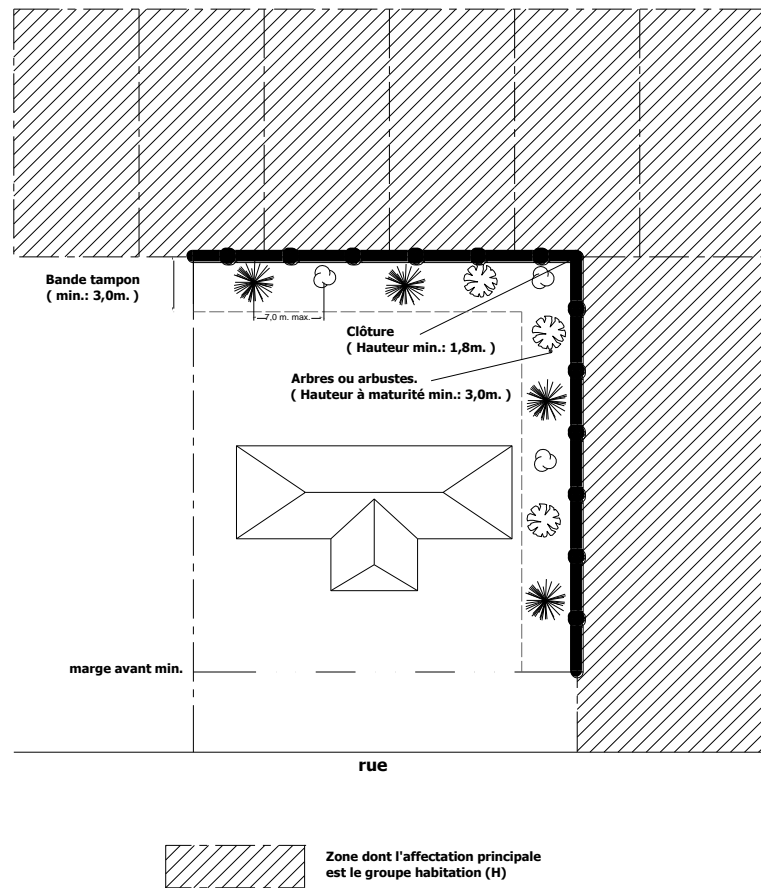 Bande tampon
( min.: 3,0m. )
7,0 m. max.
Clôture
( Hauteur min.: 1,8m. )
Arbres ou arbustes.
( Hauteur à maturité min.: 3,0m. )
marge avant min.
rue
Zone dont l'affectation principale
est le groupe habitation (H)